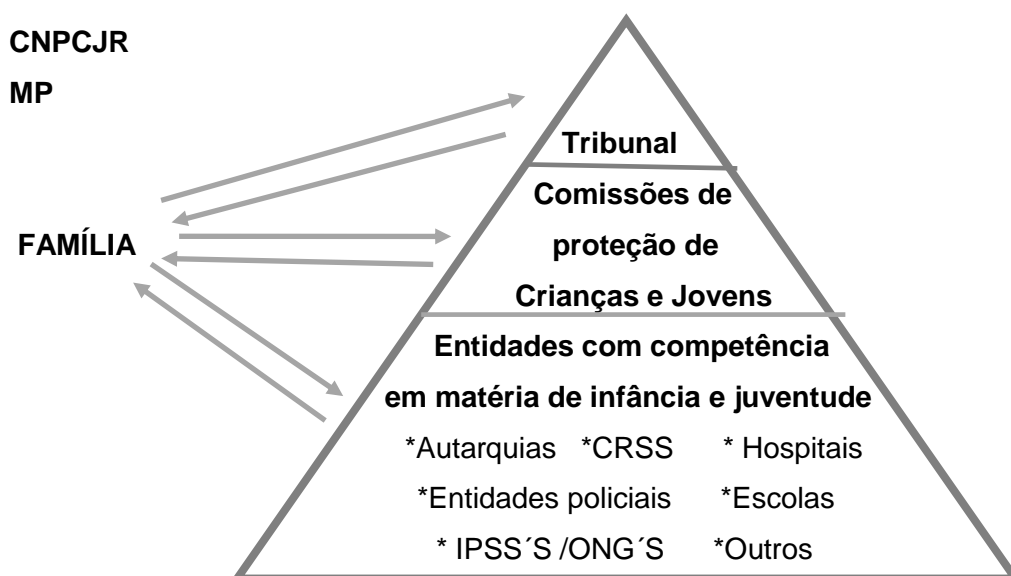 CNPCJR
MP
FAMÍLIA
Tribunal
Comissões de
proteção de
Crianças e Jovens
Entidades com competência
em matéria de infância e juventude
*Autarquias *CRSS * Hospitais
*Entidades policiais *Escolas
* IPSS´S /ONG´S *Outros